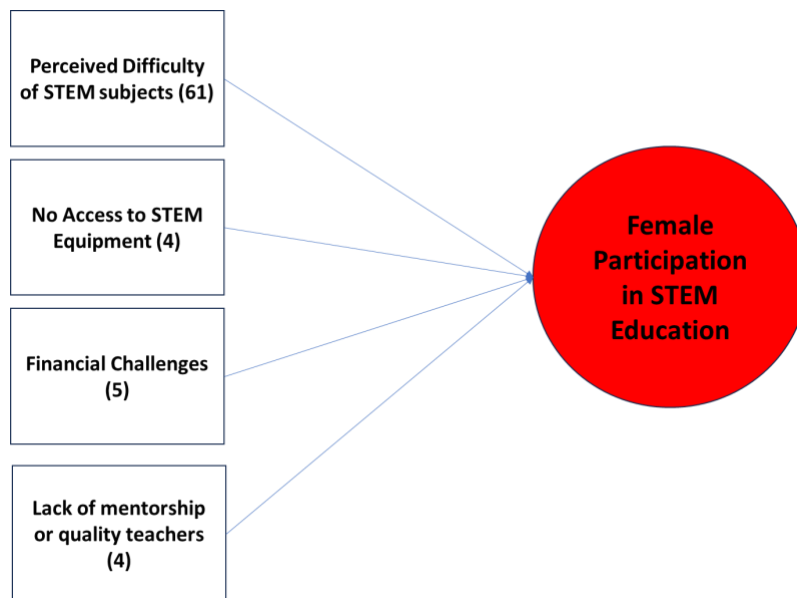 Perceived Difficulty
of STEM subjects (61)
No Access to STEM
Equipment (4)
Financial Challenges
(5)
Lack of mentorship
or quality teachers
(4)
Female
Participation
in STEM
Education